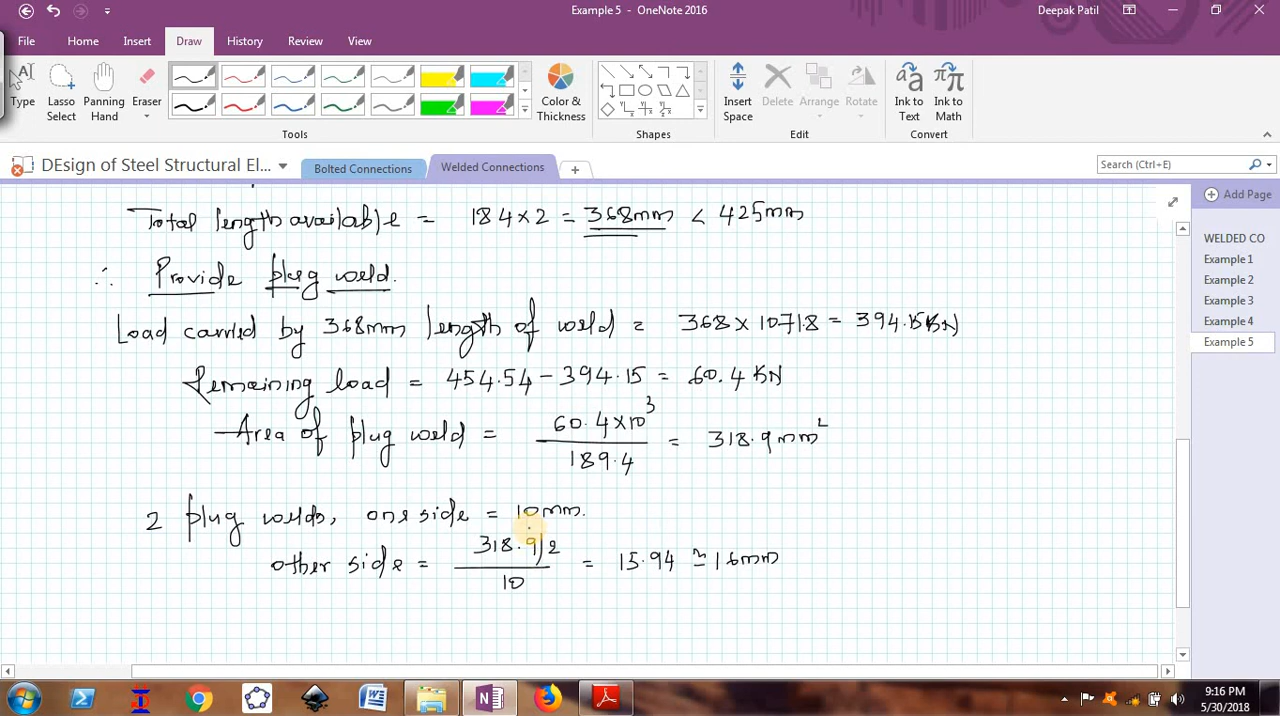 Example 5 - OneNote 2016
Deepak Patil
File Home Insert Draw History Review View
Type
Lasso Select
Panning Hand
Eraser
Color & Thickness
Insert Space
Delete
Arrange
Rotate
Ink to Text
Ink to Math
Tools
Shapes
Edit
Convert
DEsign of Steel Structural El...
Bolted Connections
Welded Connections
Search (Ctrl+E)
Add Page
WELDED CO
Example 1
Example 2
Example 3
Example 4
Example 5
Total length available = 184 x 2 = 368mm < 425mm
∴ Provide plug weld.
Load carried by 368mm length of weld = 368 x 1071.8 = 394.15 KN
Remaining load = 454.54 - 394.15 = 60.4 KN
Area of plug weld = 60.4 x 10³ / 189.4 = 318.9 mm²
2 plug welds, one side = 10mm.
other side = 318.9/2 / 10 = 15.94 ≃ 16mm
9:16 PM
5/30/2018